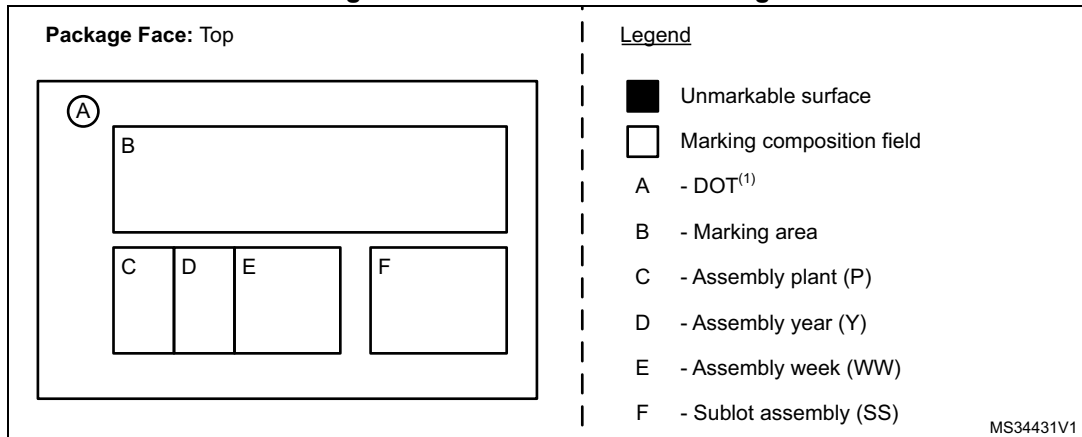 Package Face: Top
A
B
C D E F
Legend
Unmarkable surface
Marking composition field
A - DOT(1)
B - Marking area
C - Assembly plant (P)
D - Assembly year (Y)
E - Assembly week (WW)
F - Sublot assembly (SS)
MS34431V1